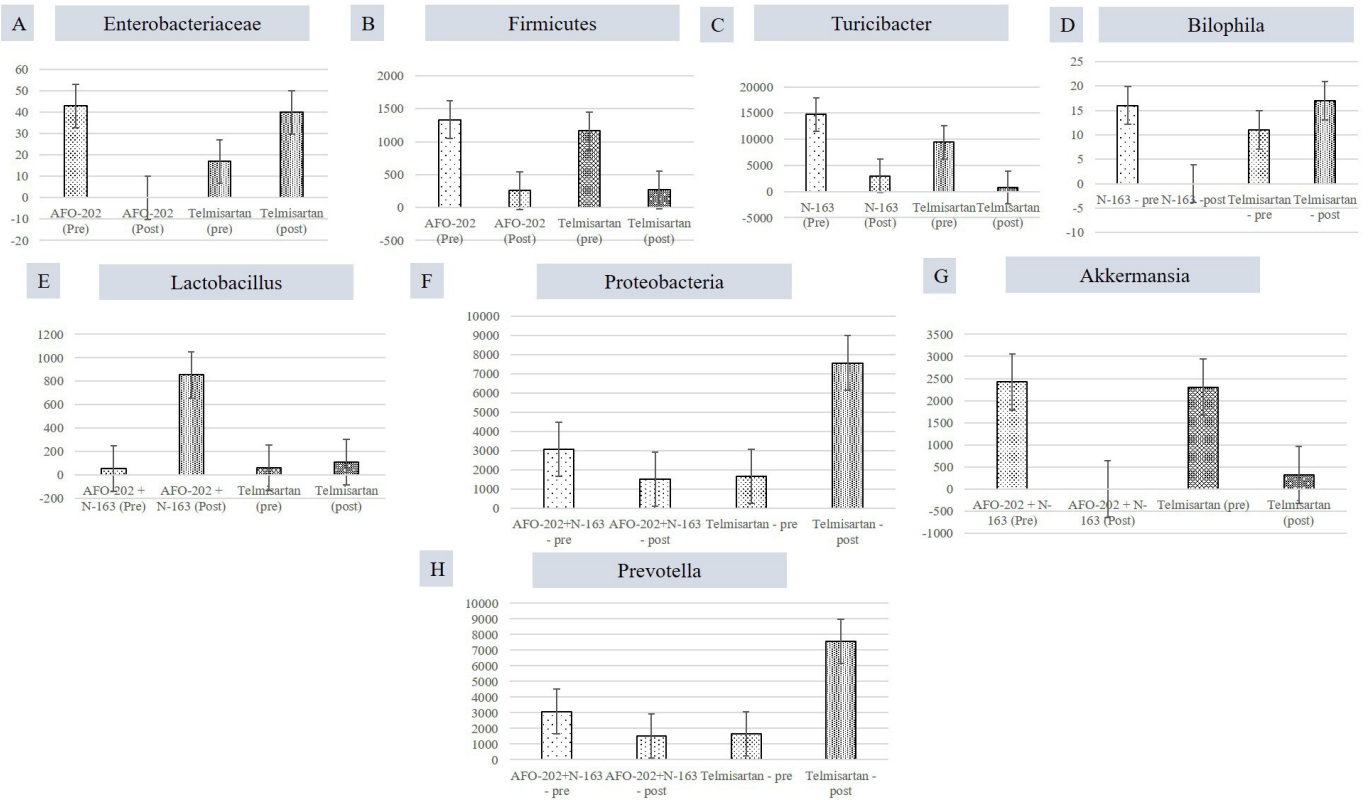 A
Enterobacteriaceae
60
50
40
30
20
10
0
-10
-20
AFO-202 AFO-202 Telmisartan Telmisartan
(Pre) (Post) (pre) (post)
B
Firmicutes
2000
1500
1000
500
0
-500
AFO-202 AFO-202 Telmisartan Telmisartan
(Pre) (Post) (pre) (post)
C
Turicibacter
20000
15000
10000
5000
0
-5000
N-163 N-163 Telmisartan Telmisartan
(Pre) (Post) (pre) (post)
D
Bilophila
25
20
15
10
5
0
-5
-10
N-163 - pre N-163 -post Telmisartan Telmisartan
- pre - post
E
Lactobacillus
1200
1000
800
600
400
200
0
-200
AFO-202 + AFO-202 + Telmisartan Telmisartan
N-163 (Pre) N-163 (Post) (pre) (post)
F
Proteobacteria
10000
9000
8000
7000
6000
5000
4000
3000
2000
1000
0
AFO-202+N-163 AFO-202+N-163 Telmisartan - pre Telmisartan -
- pre - post post
G
Akkermansia
3500
3000
2500
2000
1500
1000
500
0
-500
-1000
AFO-202 + N- AFO-202 + N- Telmisartan (pre) Telmisartan
163 (Pre) 163 (Post) (post)
H
Prevotella
10000
9000
8000
7000
6000
5000
4000
3000
2000
1000
0
AFO-202+N-163 AFO-202+N-163 Telmisartan - pre Telmisartan -
- pre - post post